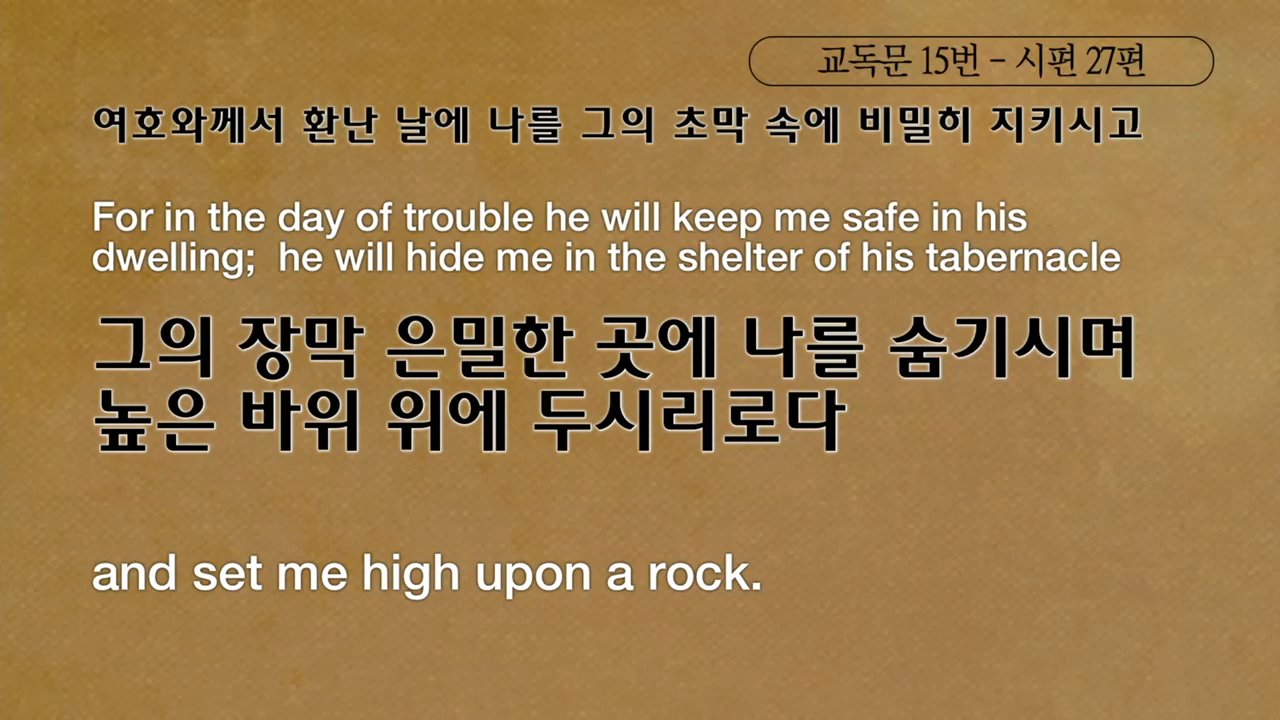 교독문 15번 - 시편 27편
여호와께서 환난 날에 나를 그의 초막 속에 비밀히 지키시고
For in the day of trouble he will keep me safe in his
dwelling;  he will hide me in the shelter of his tabernacle
그의 장막 은밀한 곳에 나를 숨기시며
높은 바위 위에 두시리로다
and set me high upon a rock.